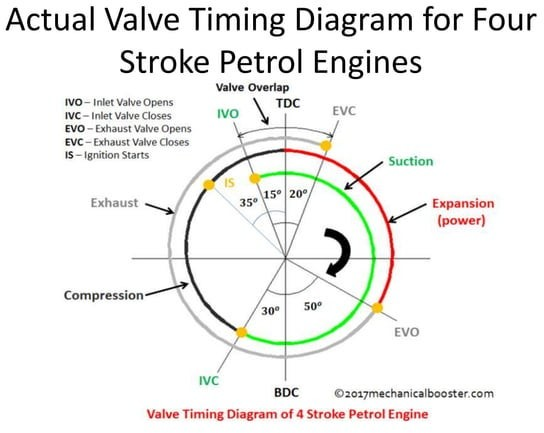 Actual Valve Timing Diagram for Four
Stroke Petrol Engines
Valve Overlap
IVO – Inlet Valve Opens
IVC – Inlet Valve Closes
EVO – Exhaust Valve Opens
EVC – Exhaust Valve Closes
IS – Ignition Starts
IVO
TDC
EVC
Suction
IS
35°
15°
20°
Exhaust
Expansion
(power)
Compression
30°
50°
EVO
IVC
BDC
©2017mechanicalbooster.com
Valve Timing Diagram of 4 Stroke Petrol Engine